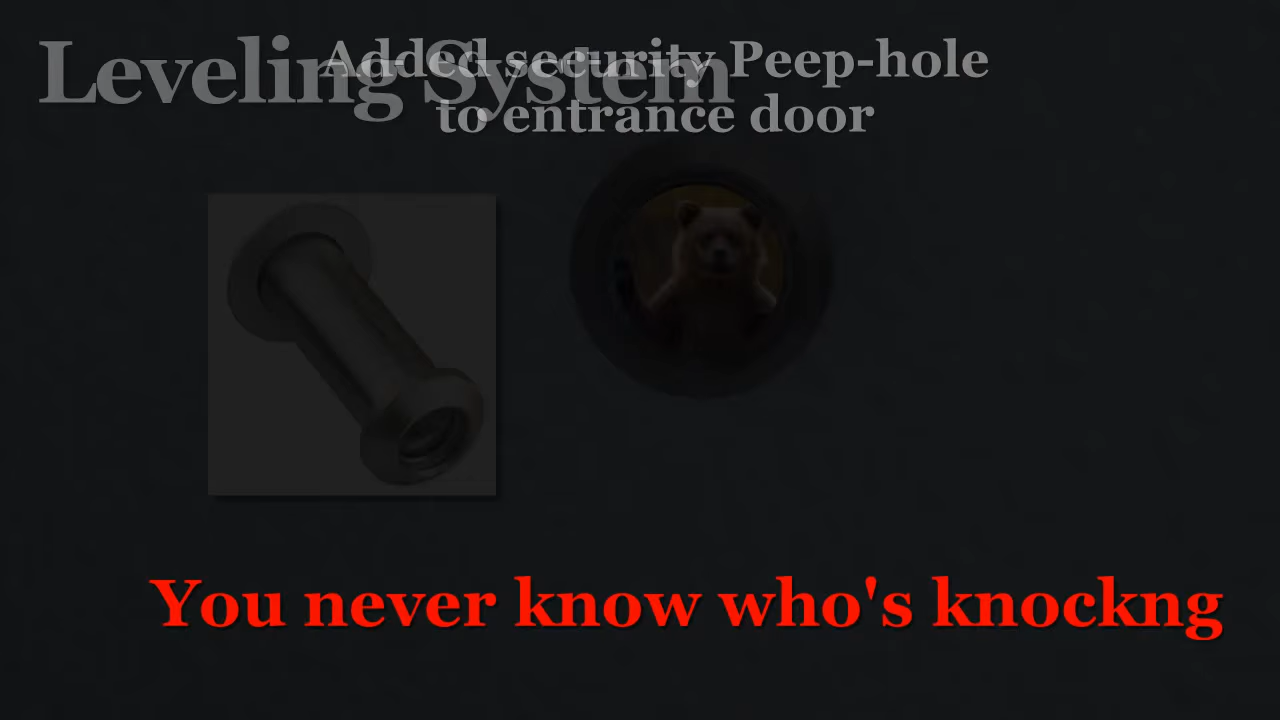 Leveling System
Added security Peep-hole
to entrance door
You never know who's knockng